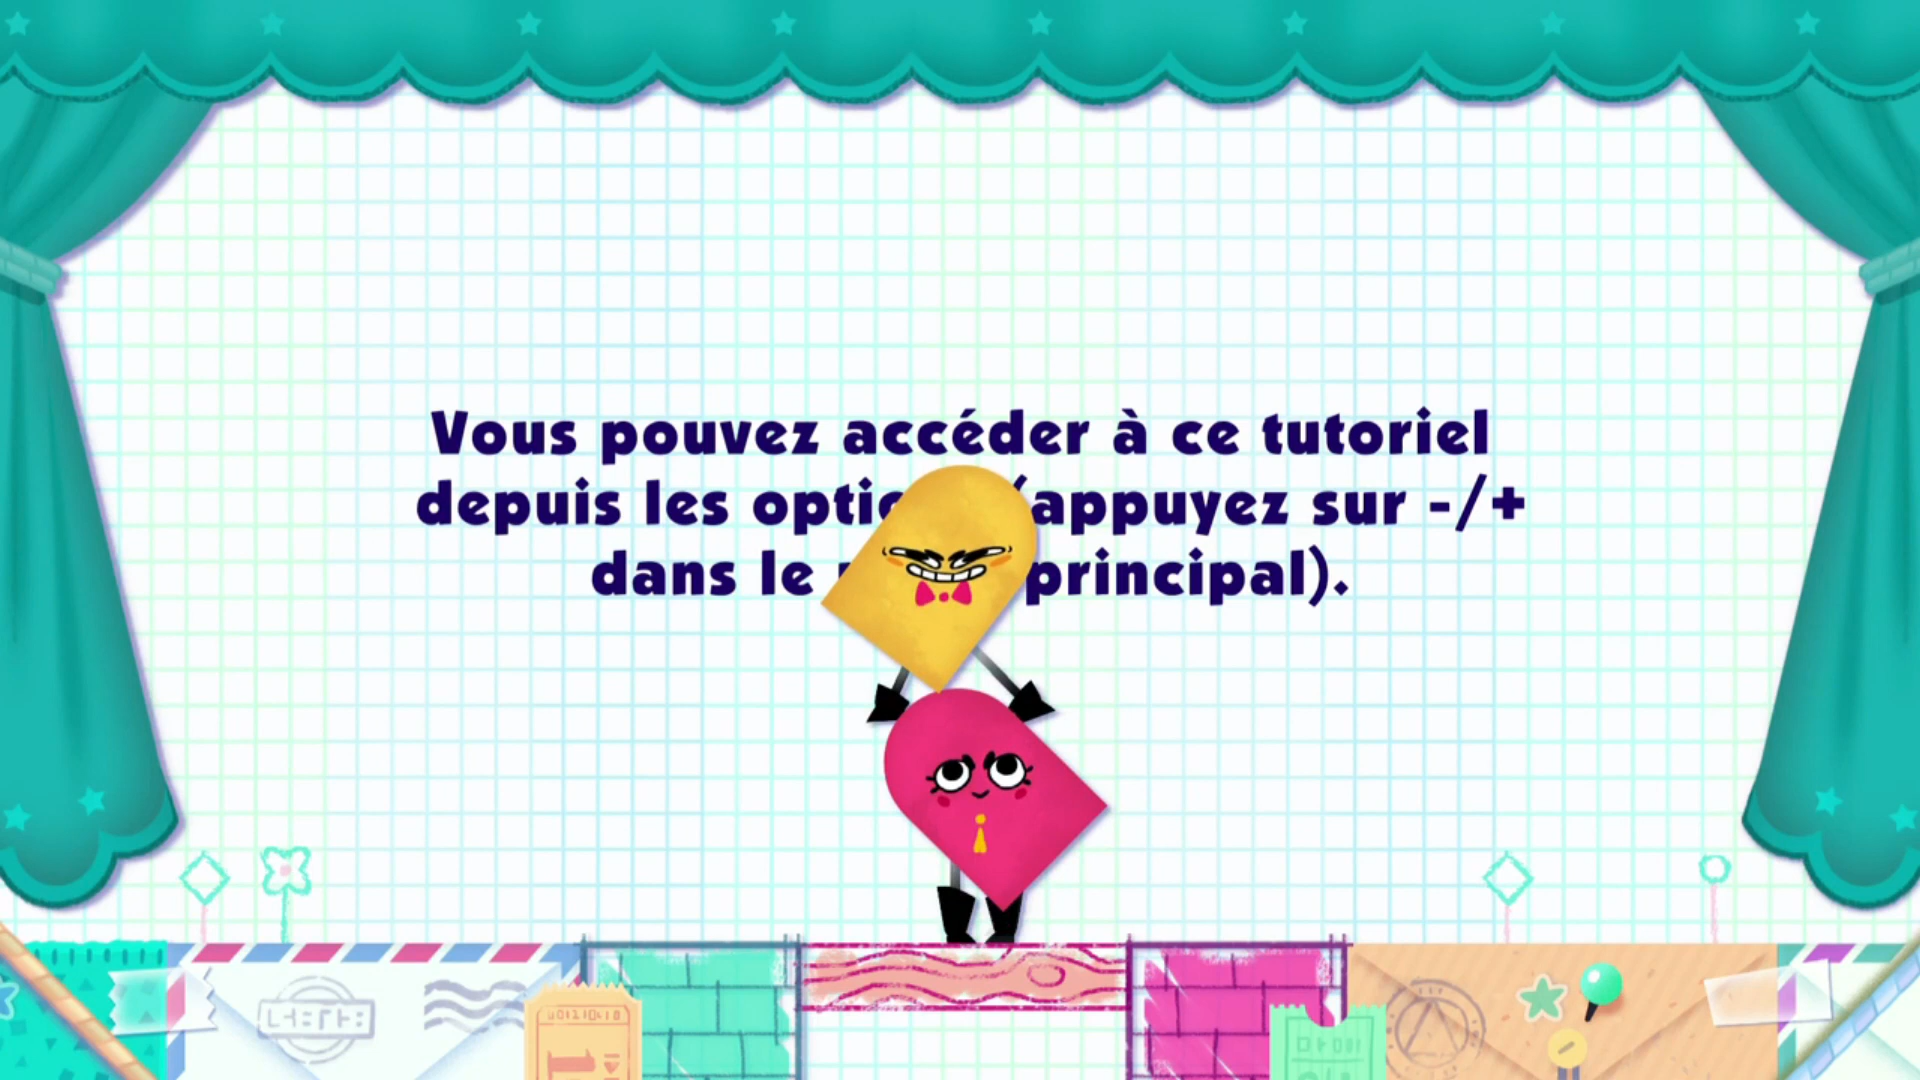 Vous pouvez accéder à ce tutoriel
depuis les (appuyez sur -/+
dans le principal).